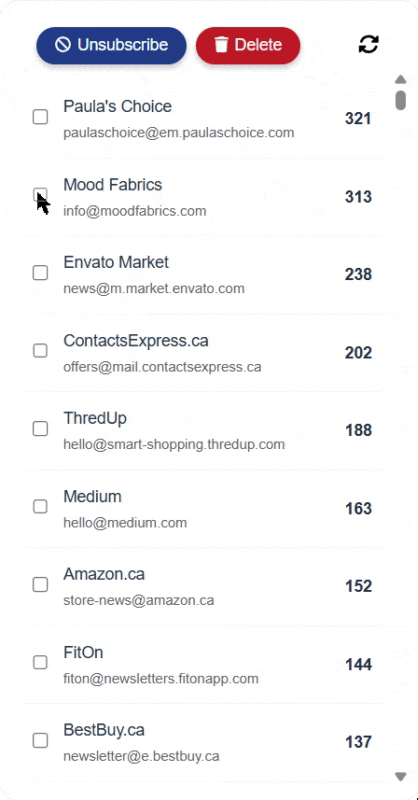 Unsubscribe Delete
Paula's Choice
paulaschoice@em.paulaschoice.com 321
Mood Fabrics
info@moodfabrics.com 313
Envato Market
news@m.market.envato.com 238
ContactsExpress.ca
offers@mail.contactsexpress.ca 202
ThredUp
hello@smart-shopping.thredup.com 188
Medium
hello@medium.com 163
Amazon.ca
store-news@amazon.ca 152
FitOn
fiton@newsletters.fitonapp.com 144
BestBuy.ca
newsletter@e.bestbuy.ca 137